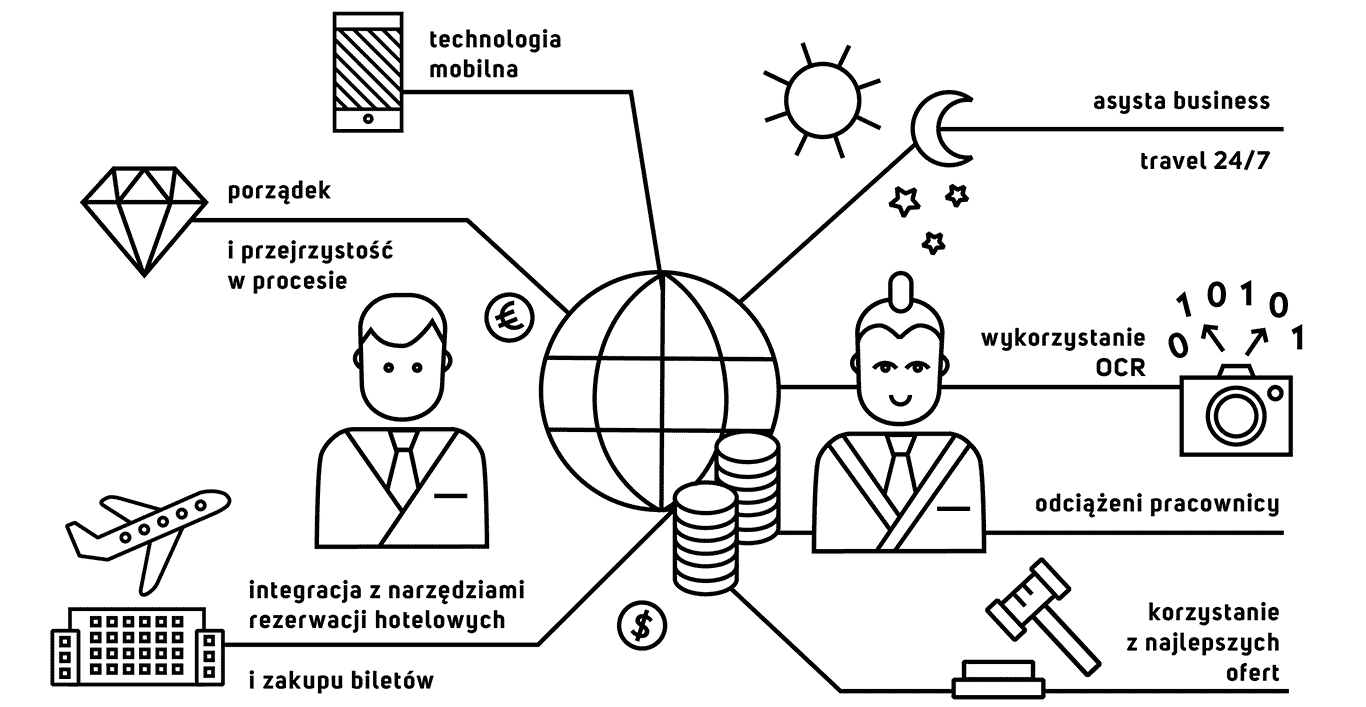 technologia
mobilna
porządek
i przejrzystość
w procesie
€
integracja z narzędziami
rezerwacji hotelowych
i zakupu biletów
$
asysta business
travel 24/7
wykorzystanie
OCR
0 1 0 1 0 1
odciążeni pracownicy
korzystanie
z najlepszych
ofert